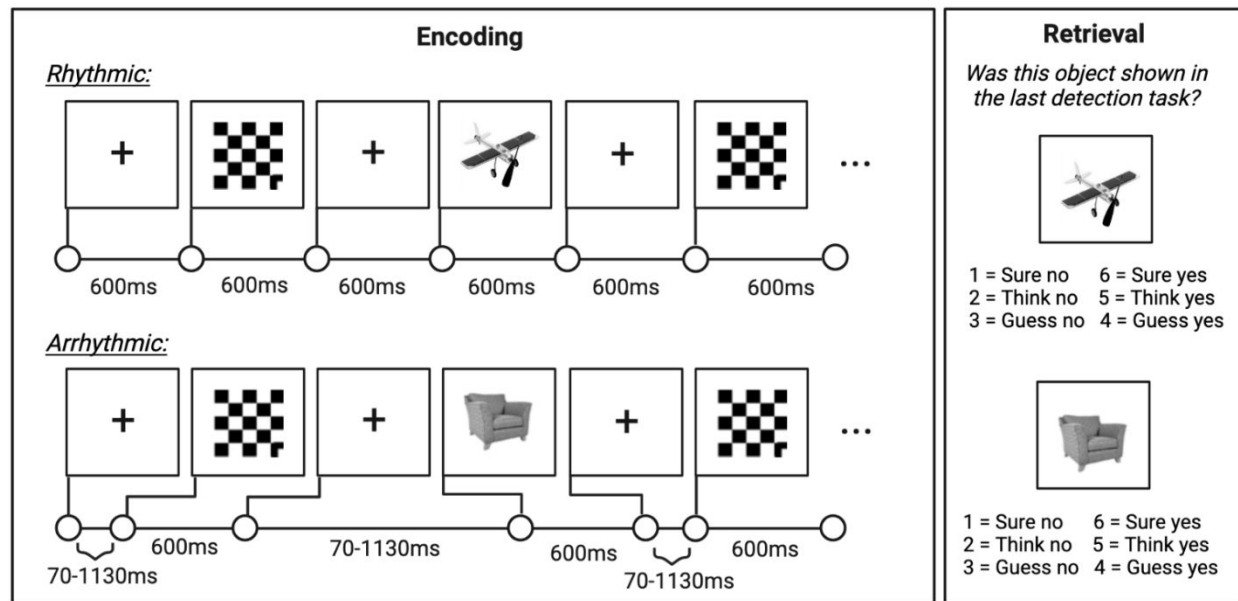 Encoding
Rhythmic:
+
+
+
...
600ms
600ms
600ms
600ms
600ms
600ms
Arrhythmic:
+
+
+
...
600ms
70-1130ms
600ms
600ms
70-1130ms
70-1130ms
Retrieval
Was this object shown in
the last detection task?
1 = Sure no 6 = Sure yes
2 = Think no 5 = Think yes
3 = Guess no 4 = Guess yes
1 = Sure no 6 = Sure yes
2 = Think no 5 = Think yes
3 = Guess no 4 = Guess yes